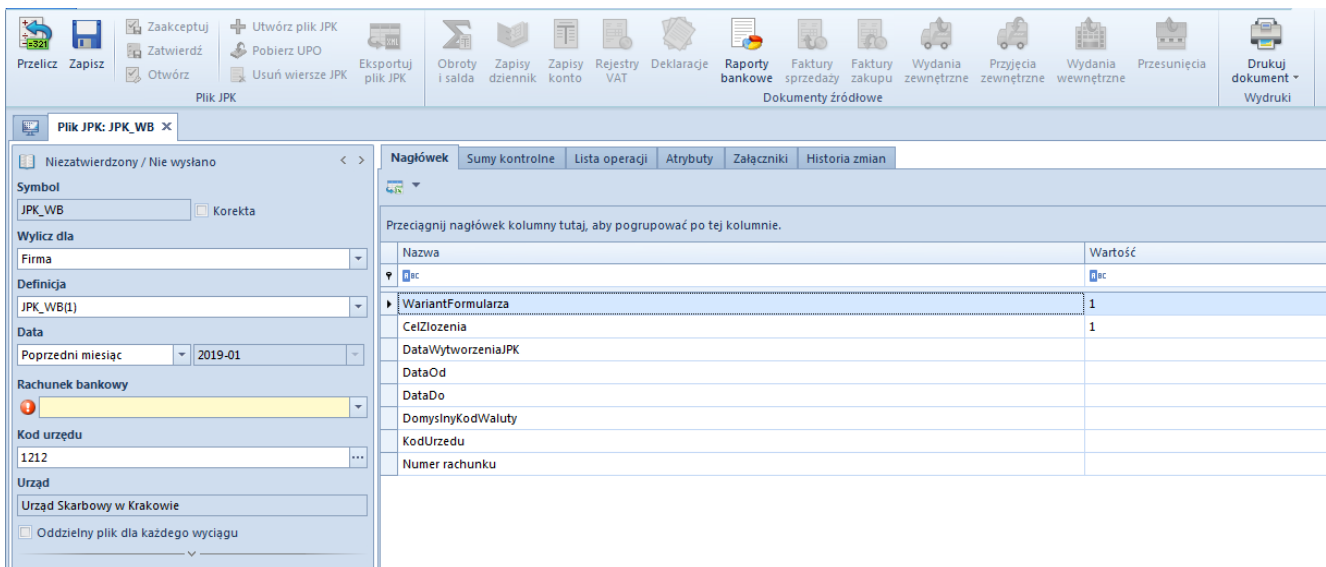 Przelicz
Zapisz
Zaakceptuj
Zatwierdź
Otwórz
Utwórz plik JPK
Pobierz UPO
Usuń wiersze JPK
Eksportuj
plik JPK
Plik JPK
Obroty
i salda
Zapisy
dziennik
Zapisy
konto
Rejestry
VAT
Deklaracje
Raporty
bankowe
Faktury
sprzedaży
Faktury
zakupu
Wydania
zewnętrzne
Przyjęcia
zewnętrzne
Wydania
wewnętrzne
Przesunięcia
Dokumenty źródłowe
Drukuj
dokument
Wydruki
Plik JPK: JPK_WB
Niezatwierdzony / Nie wysłano
Symbol
JPK_WB
Korekta
Wylicz dla
Firma
Definicja
JPK_WB(1)
Data
Poprzedni miesiąc
2019-01
Rachunek bankowy
Kod urzędu
1212
Urząd
Urząd Skarbowy w Krakowie
Oddzielny plik dla każdego wyciągu
Nagłówek
Sumy kontrolne
Lista operacji
Atrybuty
Załączniki
Historia zmian
Przeciągnij nagłówek kolumny tutaj, aby pogrupować po tej kolumnie.
Nazwa
Wartość
WariantFormularza
1
CelZlozenia
1
DataWytworzeniaJPK
DataOd
DataDo
DomyslnyKodWaluty
KodUrzedu
Numer rachunku